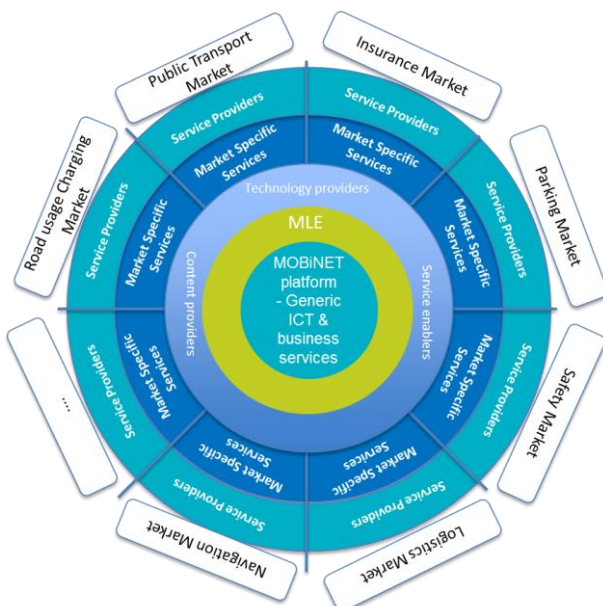 Public Transport
Market
Insurance Market
Parking Market
Safety Market
Logistics Market
Navigation Market
....
Road usage Charging
Market
Service Providers
Service Providers
Service Providers
Service Providers
Service Providers
Service Providers
Service Providers
Service Providers
Market Specific
Services
Market Specific
Services
Market Specific
Services
Market Specific
Services
Market Specific
Services
Market Specific
Services
Market Specific
Services
Market Specific
Services
Technology providers
Service enablers
Content providers
MLE
MOBiNET
platform
- Generic
ICT &
business
services